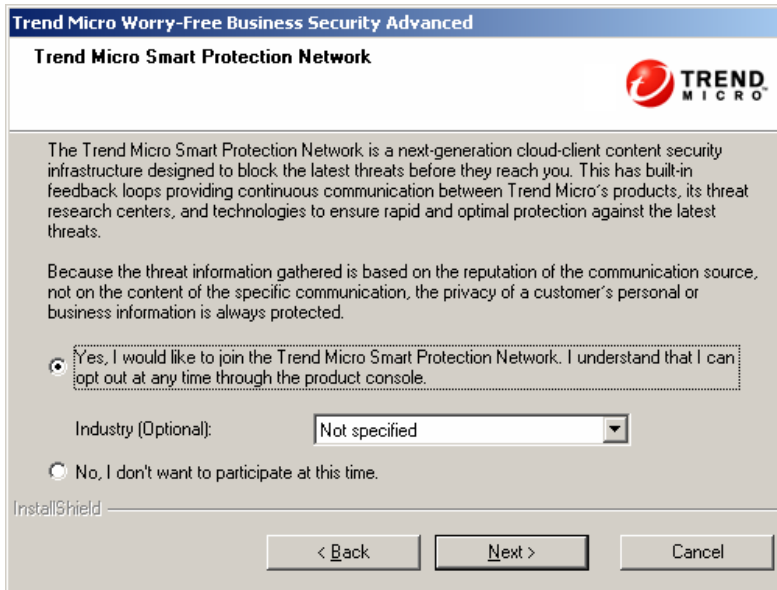 Trend Micro Worry-Free Business Security Advanced
Trend Micro Smart Protection Network
TREND
MICRO™
The Trend Micro Smart Protection Network is a next-generation cloud-client content security
infrastructure designed to block the latest threats before they reach you. This has built-in
feedback loops providing continuous communication between Trend Micro's products, its threat
research centers, and technologies to ensure rapid and optimal protection against the latest
threats.
Because the threat information gathered is based on the reputation of the communication source,
not on the content of the specific communication, the privacy of a customer's personal or
business information is always protected.
Yes, I would like to join the Trend Micro Smart Protection Network. I understand that I can
opt out at any time through the product console.
Industry (Optional):
Not specified
No, I don't want to participate at this time.
InstallShield
< Back
Next >
Cancel